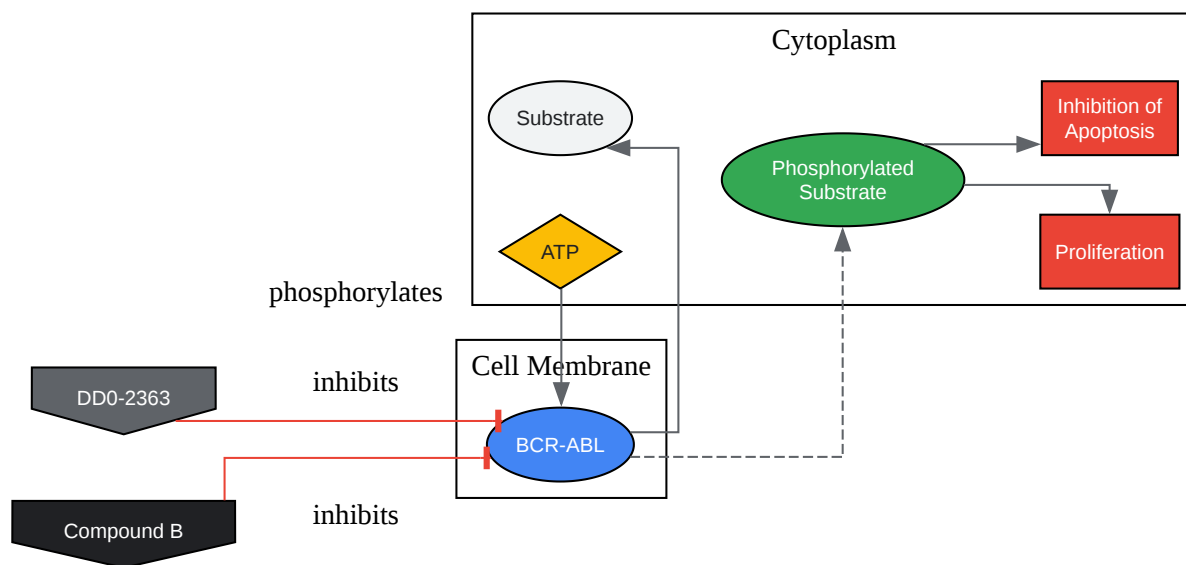 Cytoplasm
Substrate
Inhibition of
Apoptosis
Phosphorylated
Substrate
ATP
Proliferation
phosphorylates
Cell Membrane
inhibits
DD0-2363
BCR-ABL
inhibits
Compound B